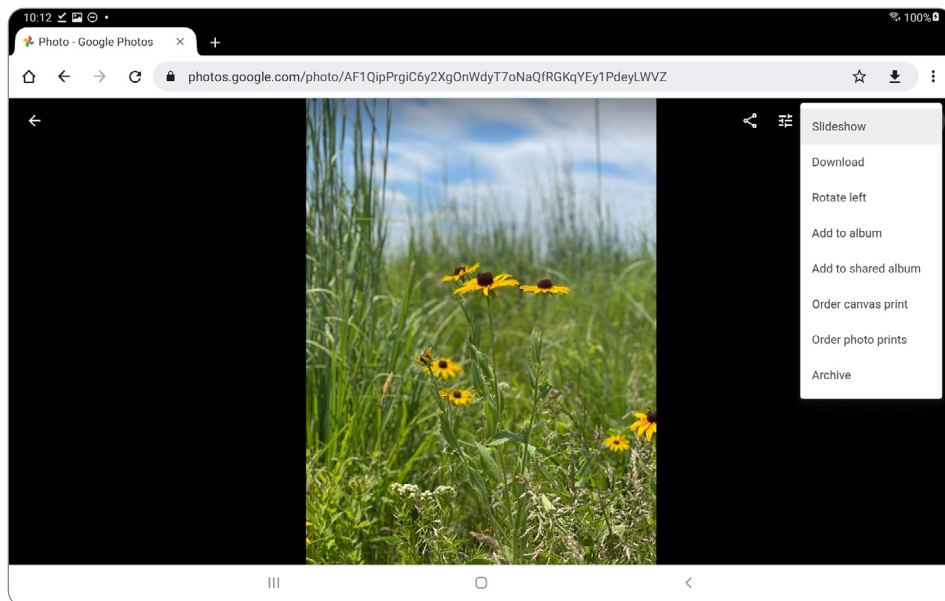 10:12
100%
Photo - Google Photos
photos.google.com/photo/AF1QipPrgiC6y2XgOnWdyT7oNaQfRGKqYEy1PdeyLWVZ
Slideshow
Download
Rotate left
Add to album
Add to shared album
Order canvas print
Order photo prints
Archive